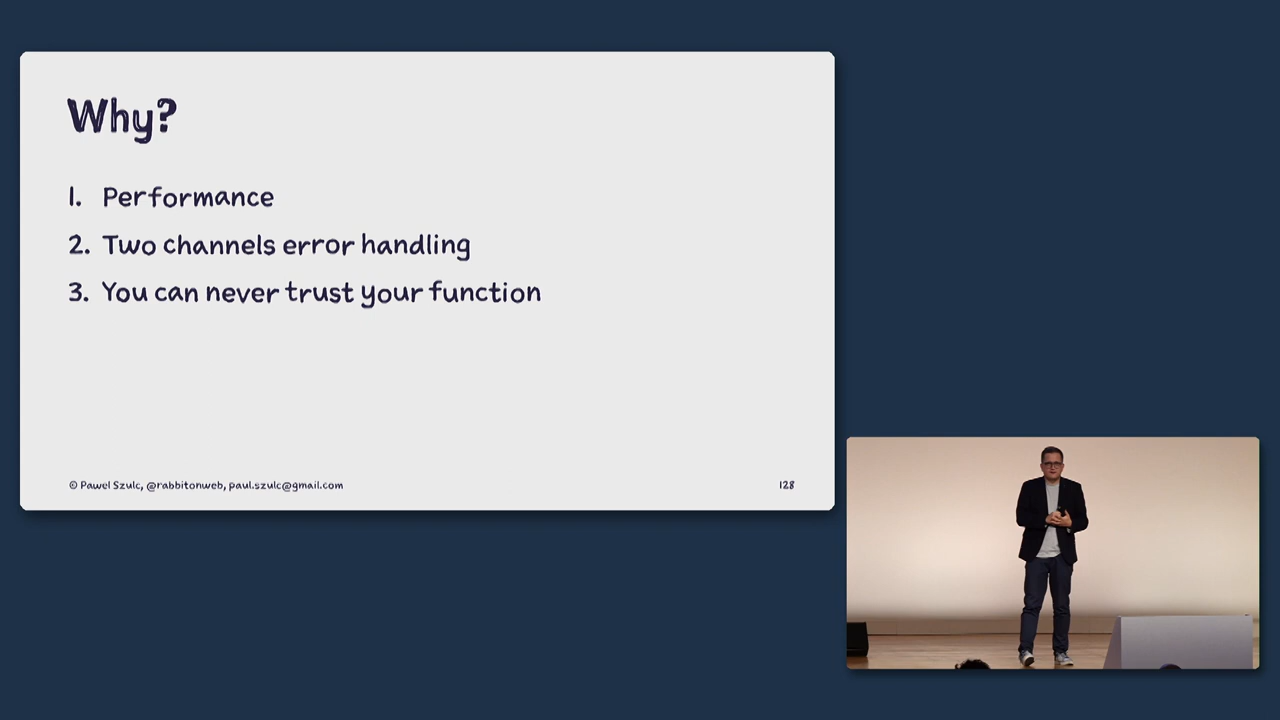 Why?
1. Performance
2. Two channels error handling
3. You can never trust your function
© Pawel Szulc, @rabbitonweb, paul.szulc@gmail.com
128